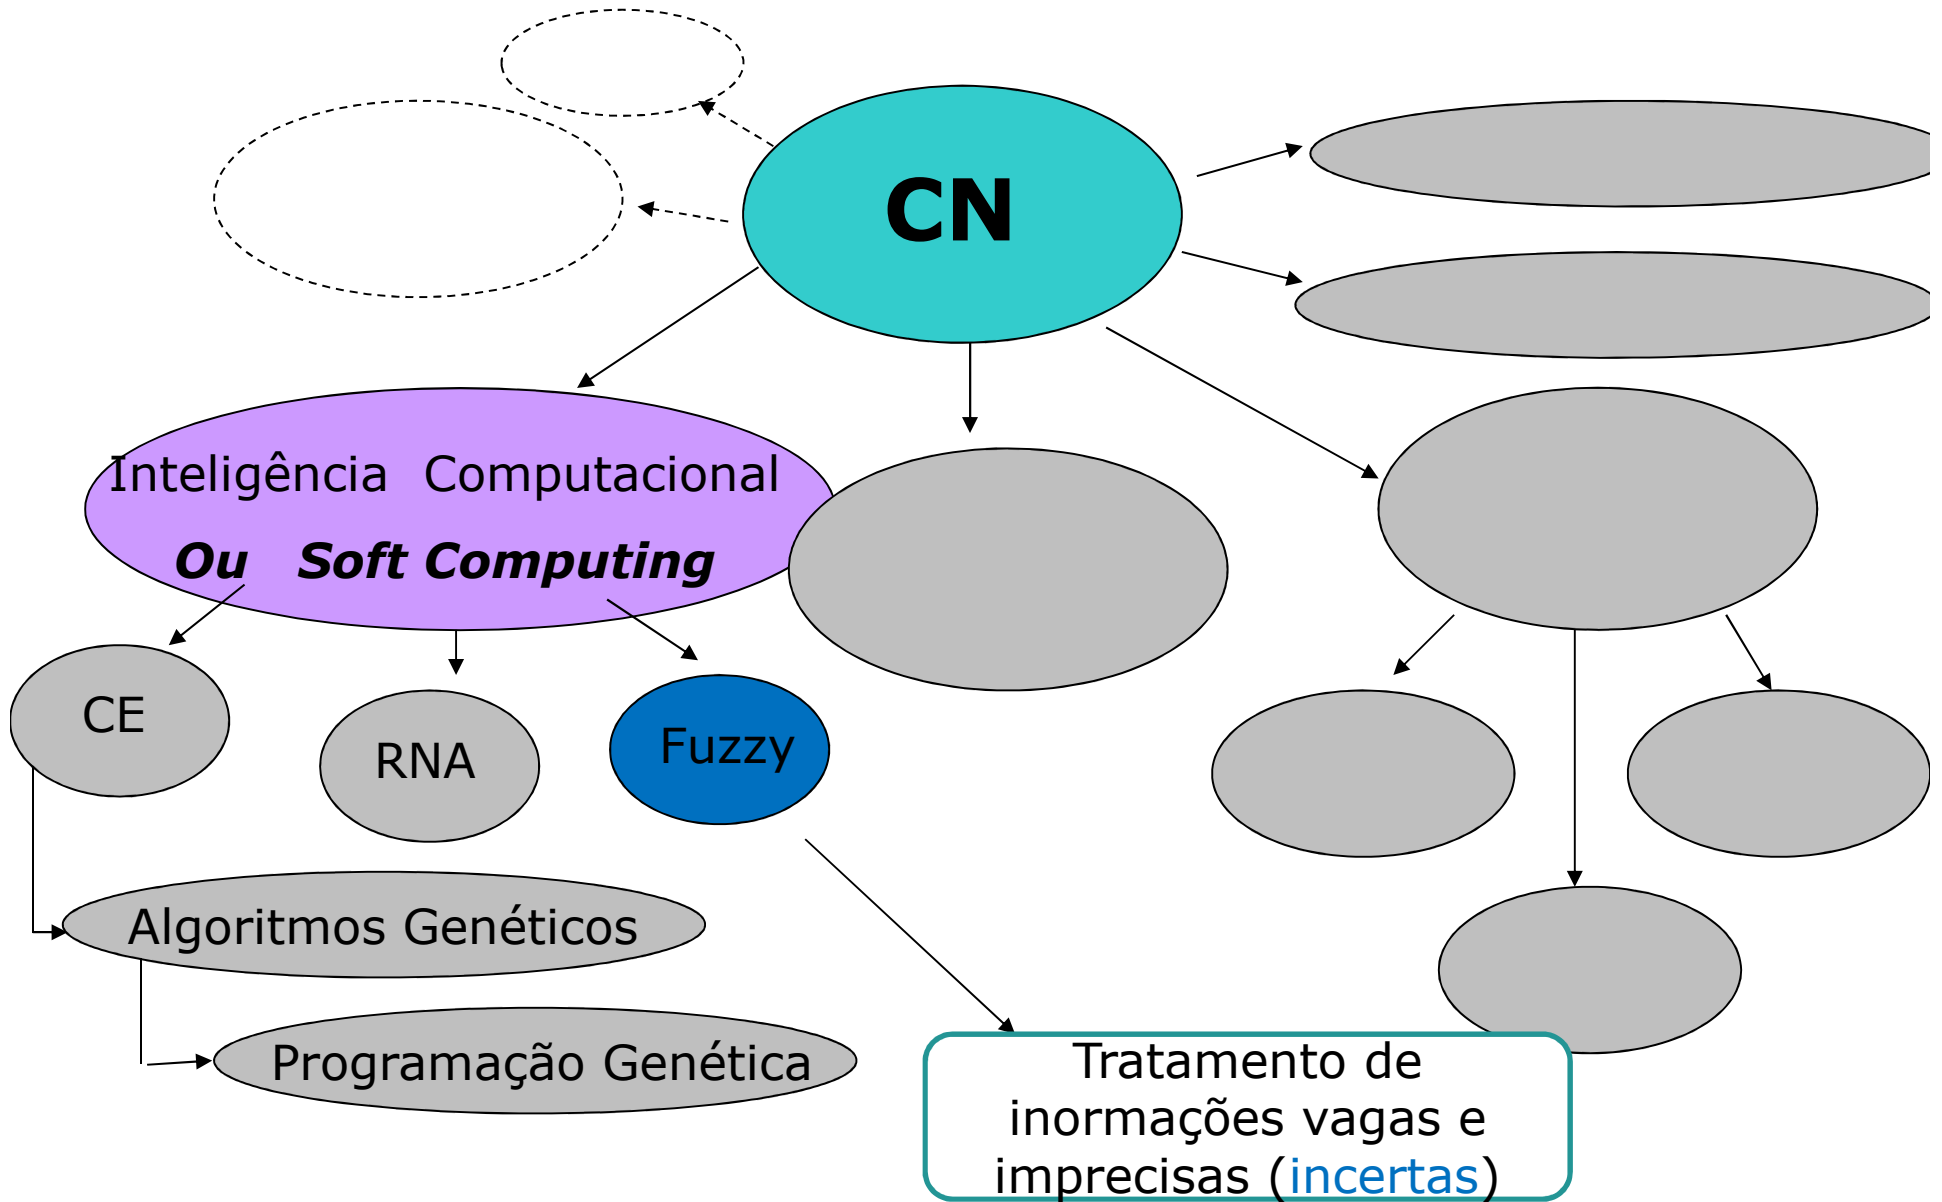 CN
Inteligência Computacional
Ou Soft Computing
CE
RNA
Fuzzy
Algoritmos Genéticos
Programação Genética
Tratamento de
inormações vagas e
imprecisas (incertas)